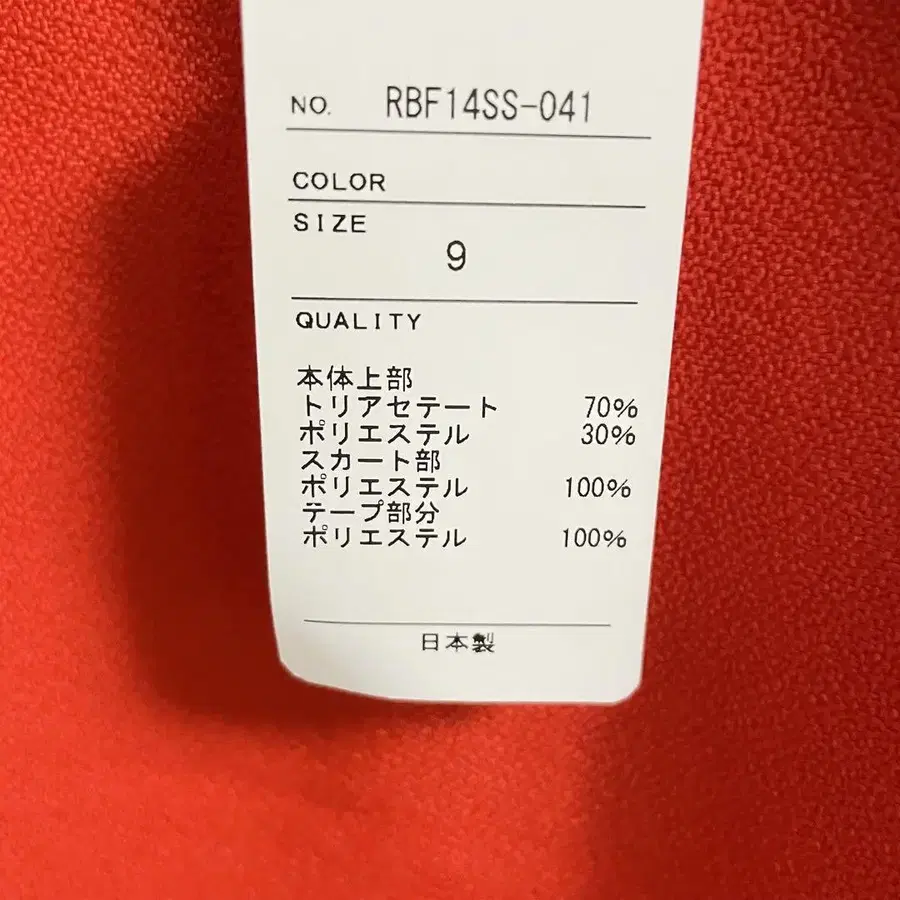 NO. RBF14SS-041
COLOR
SIZE
9
QUALITY
本体上部
トリアセテート 70%
ポリエステル 30%
スカート部
ポリエステル 100%
テープ部分
ポリエステル 100%
日本製